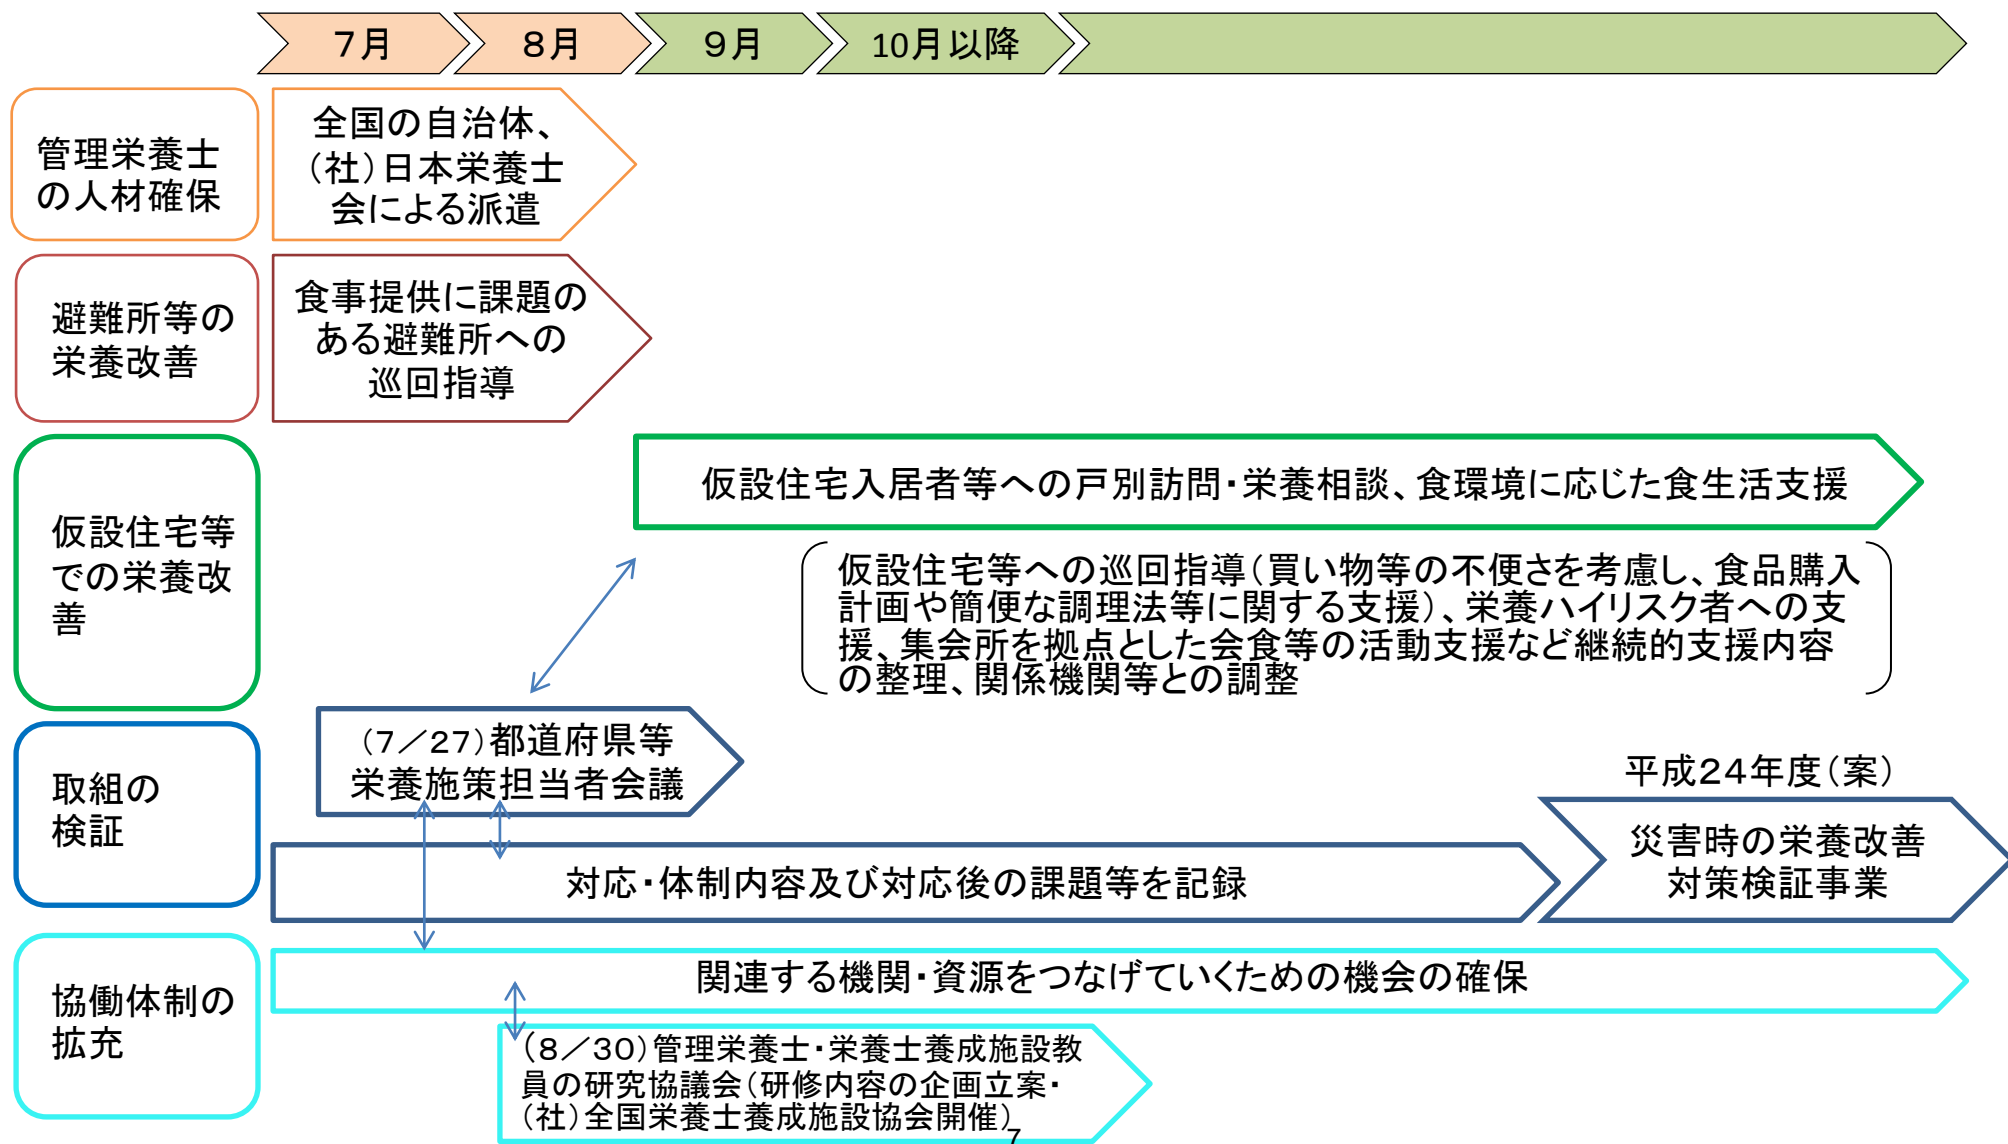 ７月
８月
９月
10月以降
管理栄養士
の人材確保
全国の自治体、
（社）日本栄養士
会による派遣
避難所等の
栄養改善
食事提供に課題の
ある避難所への
巡回指導
仮設住宅等
での栄養改
善
仮設住宅入居者等への戸別訪問・栄養相談、食環境に応じた食生活支援
仮設住宅等への巡回指導（買い物等の不便さを考慮し、食品購入
計画や簡便な調理法等に関する支援）、栄養ハイリスク者への支
援、集会所を拠点とした会食等の活動支援など継続的支援内容
の整理、関係機関等との調整
取組の
検証
（７／２７）都道府県等
栄養施策担当者会議
対応・体制内容及び対応後の課題等を記録
平成２４年度（案）
災害時の栄養改善
対策検証事業
協働体制の
拡充
関連する機関・資源をつなげていくための機会の確保
（８／３０）管理栄養士・栄養士養成施設教
員の研究協議会（研修内容の企画立案・
（社）全国栄養士養成施設協会開催）
7